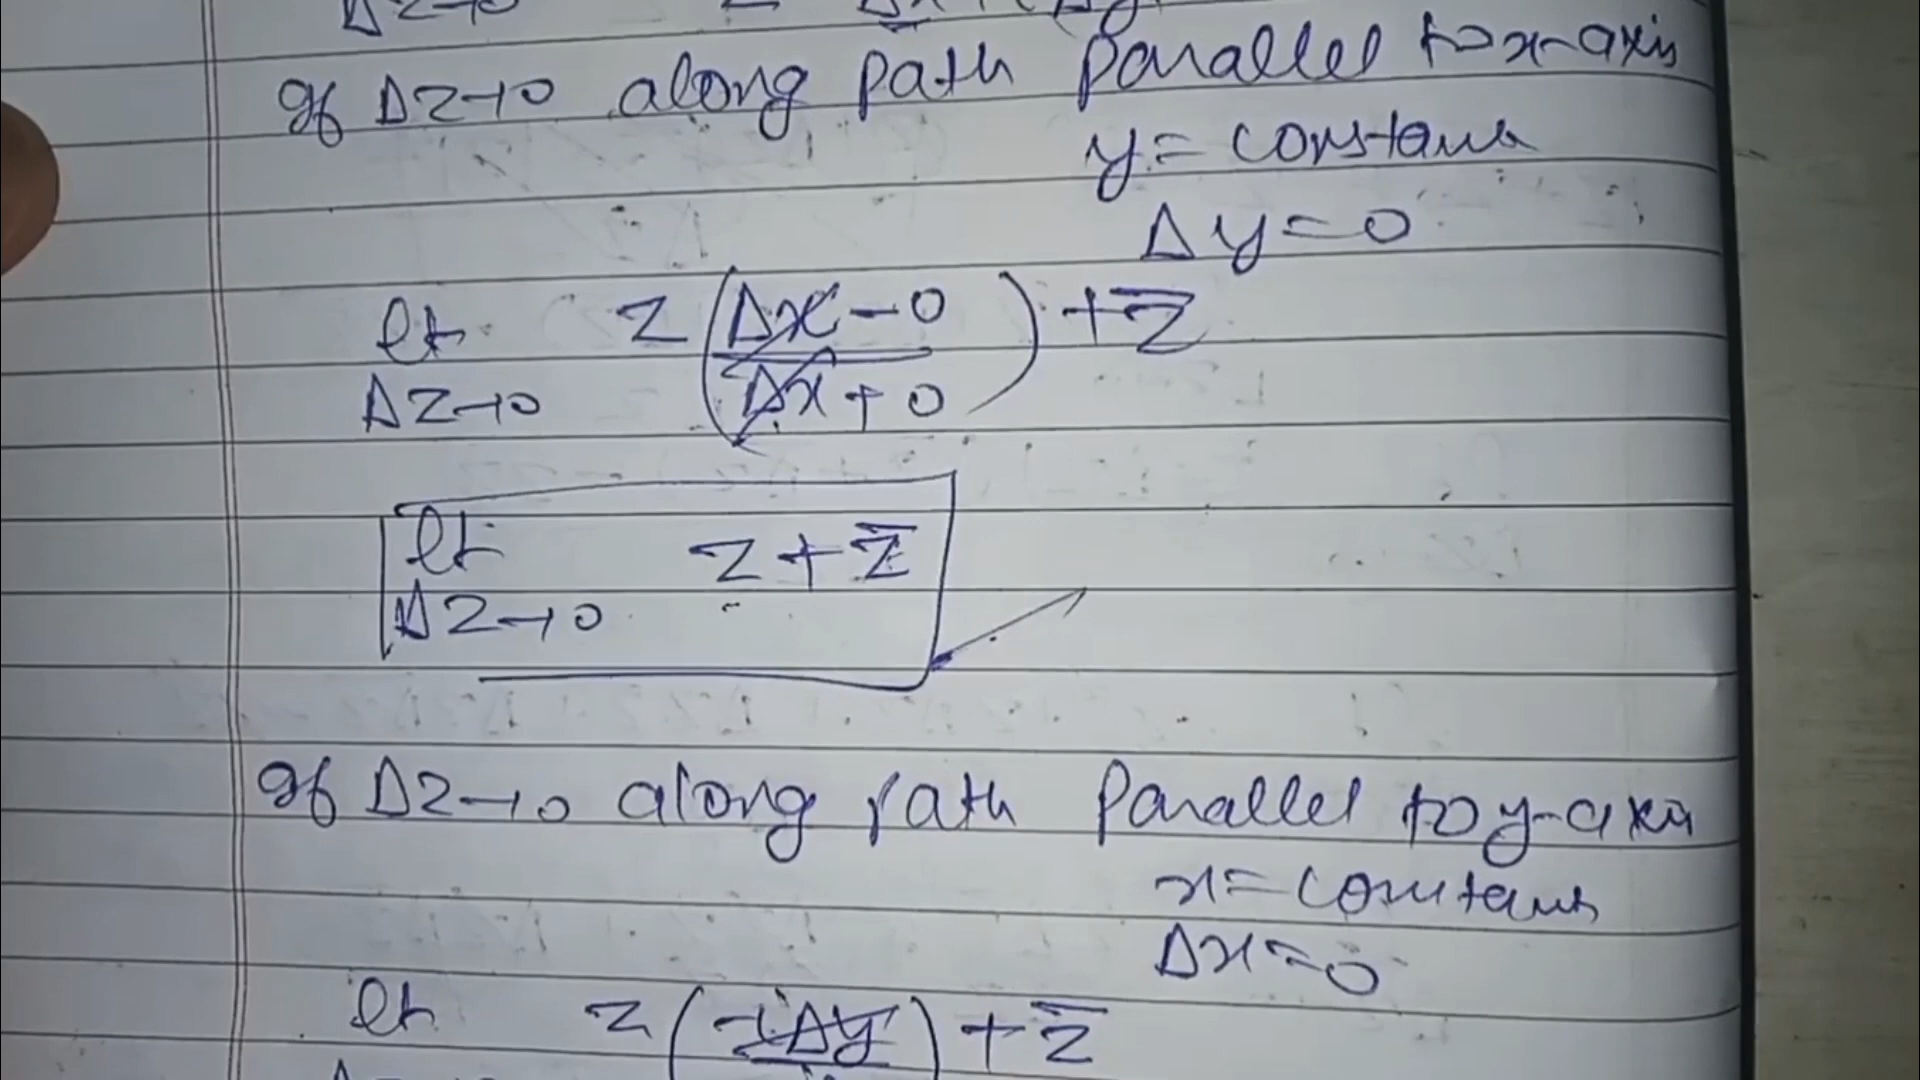 If Δz→0 along path parallel to x-axis
y = constant
Δy = 0
lt z (Δx - 0 / Δx + 0) + z̅
Δz→0
lt z + z̅
Δz→0
If Δz→0 along path parallel to y-axis
x = constant
Δx = 0
lt z (-iΔy) + z̅